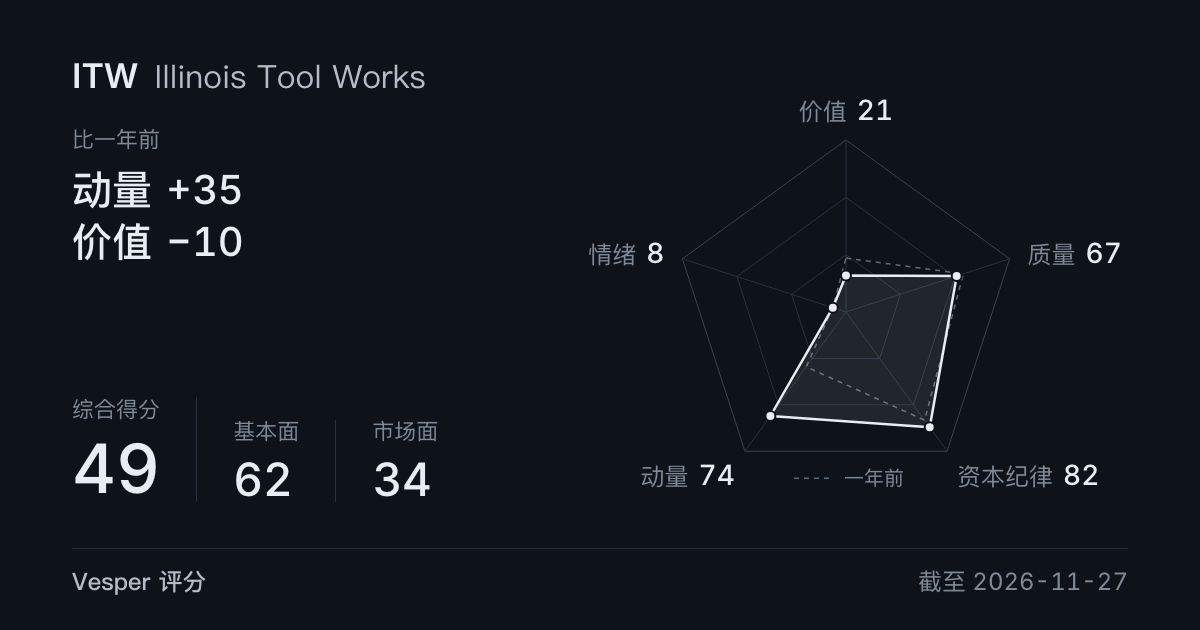 ITW Illinois Tool Works
比一年前
动量 +35
价值 −10
综合得分
49
基本面
62
市场面
34
价值 21
质量 67
情绪 8
动量 74
一年前
资本纪律 82
Vesper 评分
截至 2026-11-27